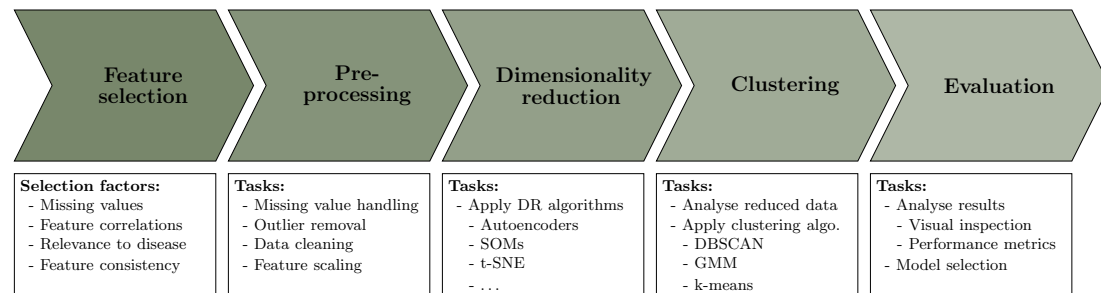 Feature
selection
Pre-
processing
Dimensionality
reduction
Clustering
Evaluation
Selection factors:
- Missing values
- Feature correlations
- Relevance to disease
- Feature consistency
Tasks:
- Missing value handling
- Outlier removal
- Data cleaning
- Feature scaling
Tasks:
- Apply DR algorithms
- Autoencoders
- SOMs
- t-SNE
- ...
Tasks:
- Analyse reduced data
- Apply clustering algo.
- DBSCAN
- GMM
- k-means
Tasks:
- Analyse results
- Visual inspection
- Performance metrics
- Model selection